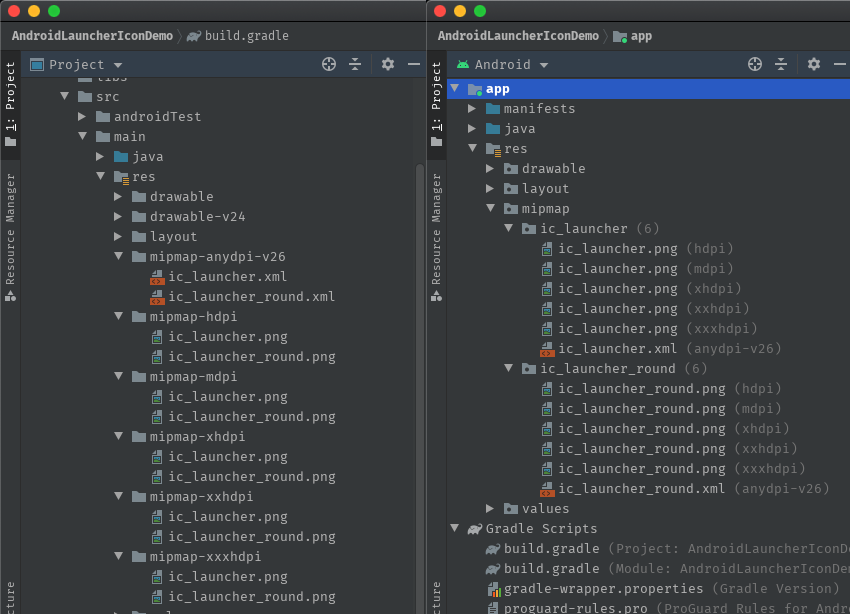 AndroidLauncherIconDemo 〉 build.gradle
Project
1: Project
Resource Manager
cture
libs
src
androidTest
main
java
res
drawable
drawable-v24
layout
mipmap-anydpi-v26
ic_launcher.xml
ic_launcher_round.xml
mipmap-hdpi
ic_launcher.png
ic_launcher_round.png
mipmap-mdpi
ic_launcher.png
ic_launcher_round.png
mipmap-xhdpi
ic_launcher.png
ic_launcher_round.png
mipmap-xxhdpi
ic_launcher.png
ic_launcher_round.png
mipmap-xxxhdpi
ic_launcher.png
ic_launcher_round.png
AndroidLauncherIconDemo 〉 app
Android
1: Project
Resource Manager
cture
app
manifests
java
res
drawable
layout
mipmap
ic_launcher (6)
ic_launcher.png (hdpi)
ic_launcher.png (mdpi)
ic_launcher.png (xhdpi)
ic_launcher.png (xxhdpi)
ic_launcher.png (xxxhdpi)
ic_launcher.xml (anydpi-v26)
ic_launcher_round (6)
ic_launcher_round.png (hdpi)
ic_launcher_round.png (mdpi)
ic_launcher_round.png (xhdpi)
ic_launcher_round.png (xxhdpi)
ic_launcher_round.png (xxxhdpi)
ic_launcher_round.xml (anydpi-v26)
values
Gradle Scripts
build.gradle (Project: AndroidLauncherIconDe
build.gradle (Module: AndroidLauncherIconDem
gradle-wrapper.properties (Gradle Version)
proguard-rules.pro (ProGuard Rules for Andro